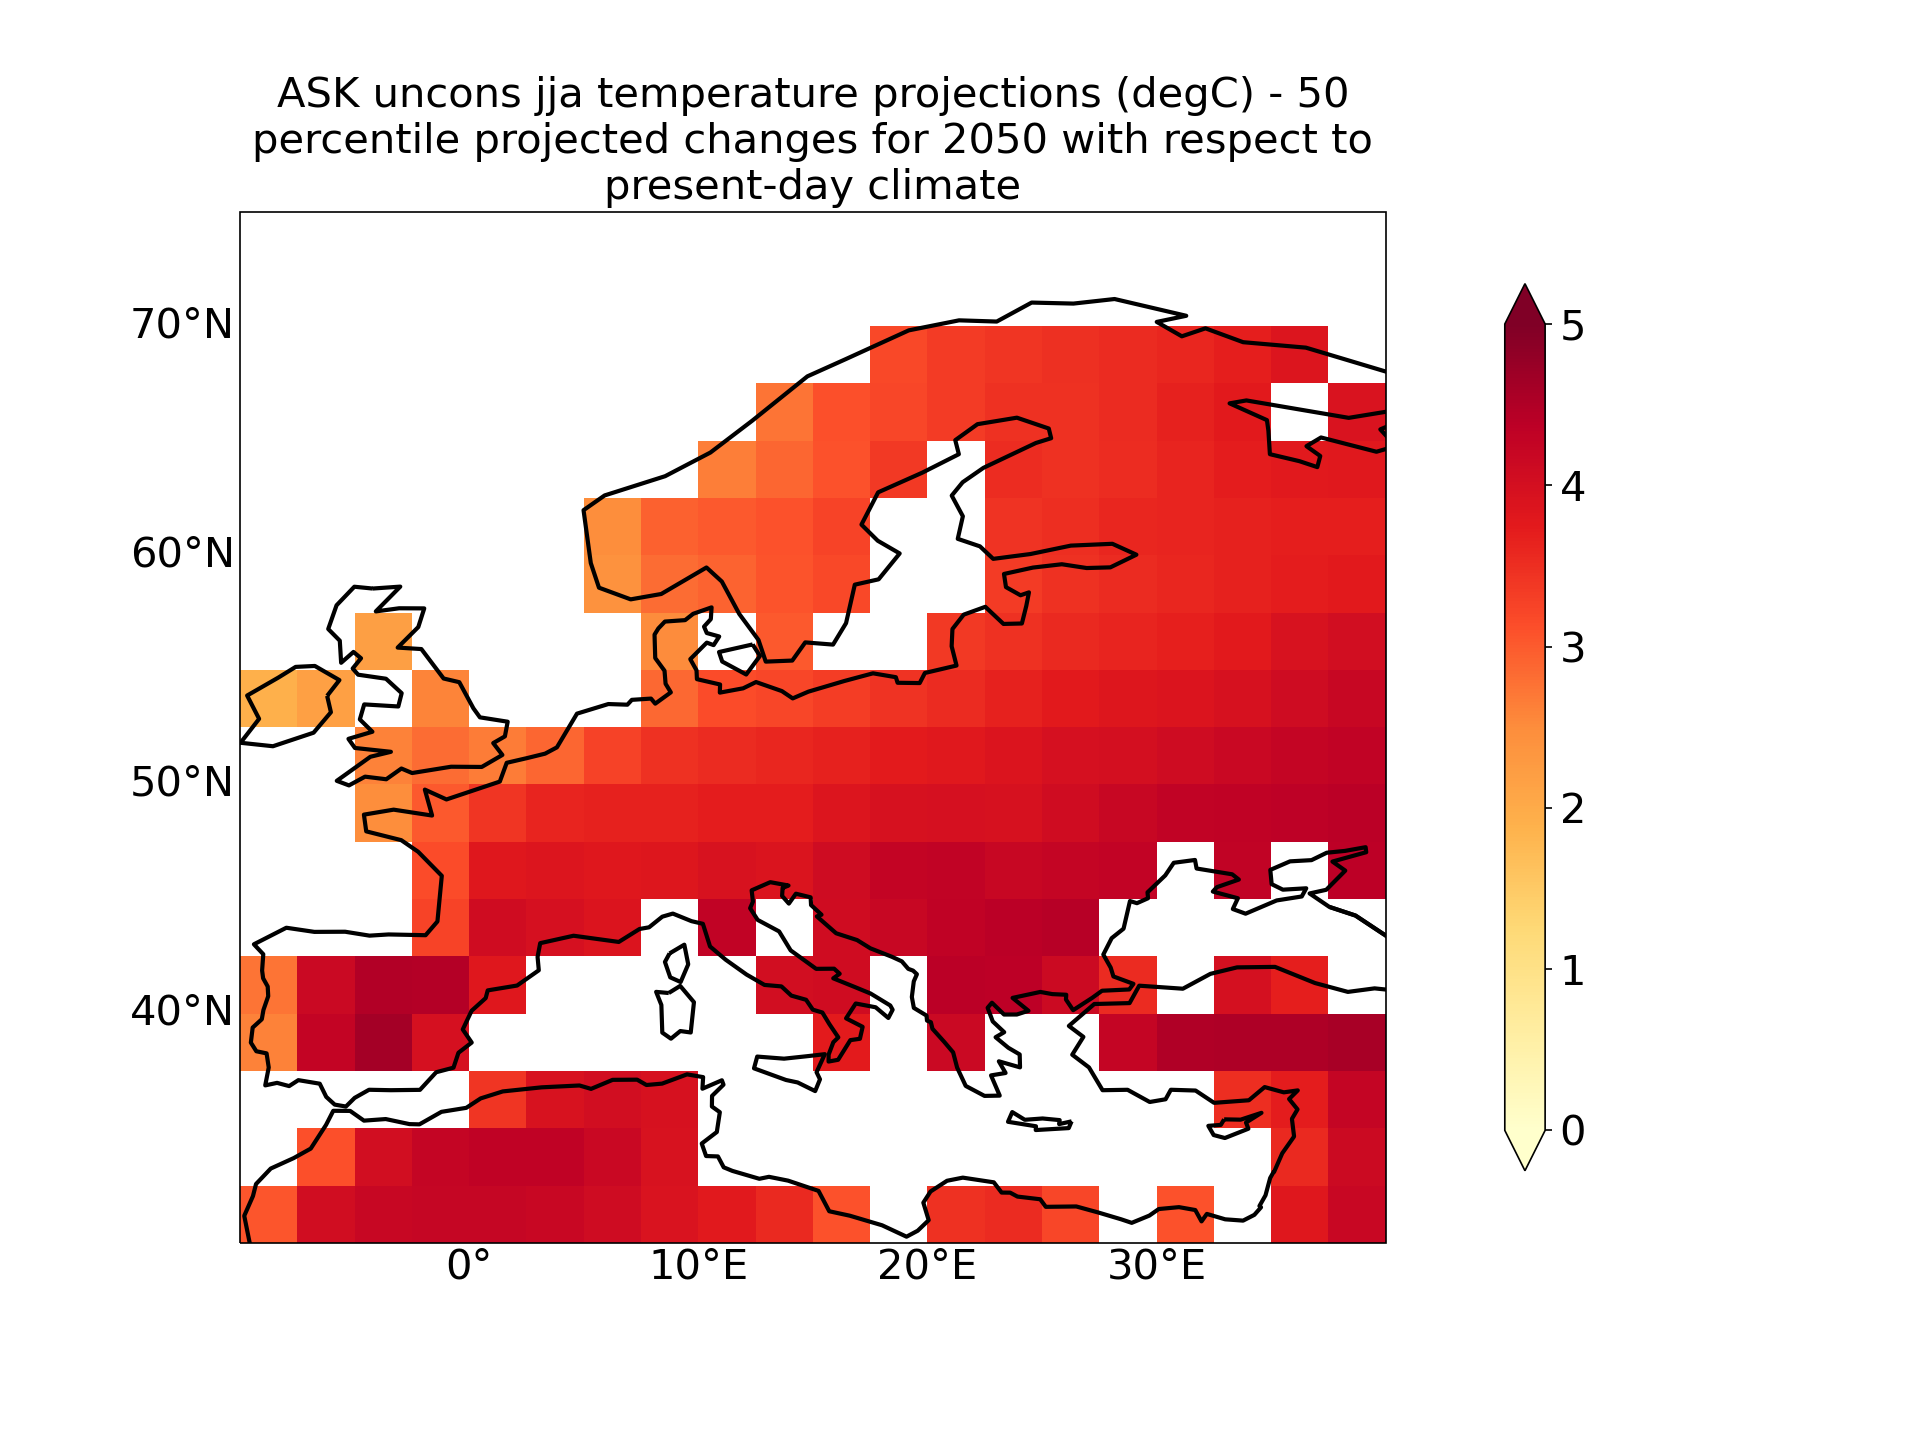 ASK uncons jja temperature projections (degC) - 50
percentile projected changes for 2050 with respect to
present-day climate
70°N
60°N
50°N
40°N
0°
10°E
20°E
30°E
5
4
3
2
1
0